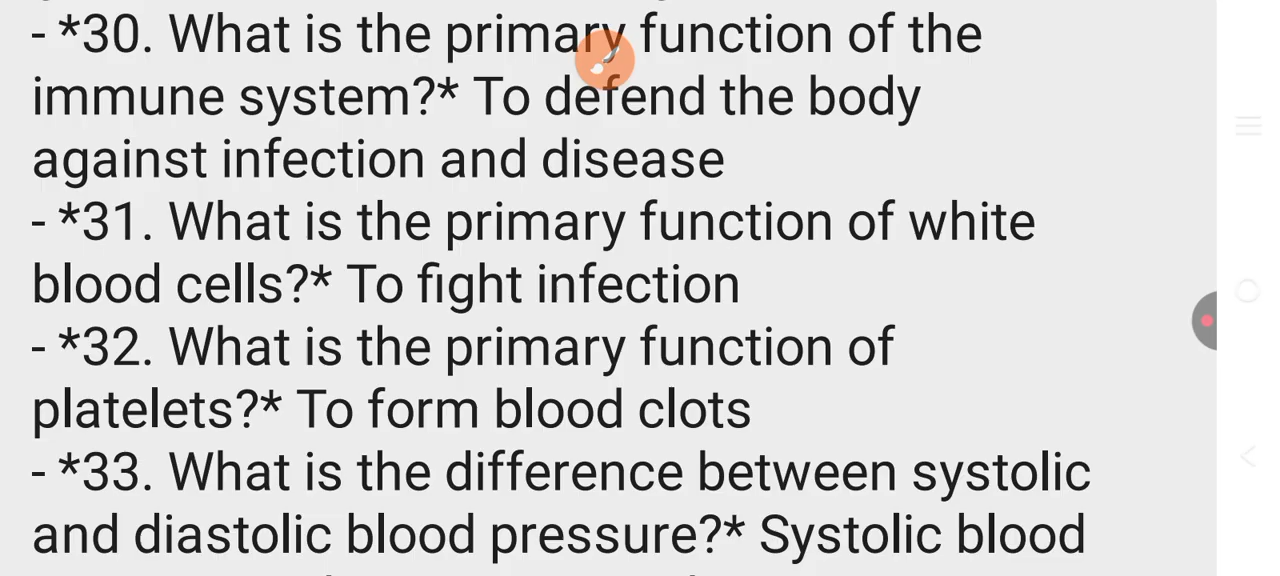 - *30. What is the primary function of the
immune system?* To defend the body
against infection and disease
- *31. What is the primary function of white
blood cells?* To fight infection
- *32. What is the primary function of
platelets?* To form blood clots
- *33. What is the difference between systolic
and diastolic blood pressure?* Systolic blood